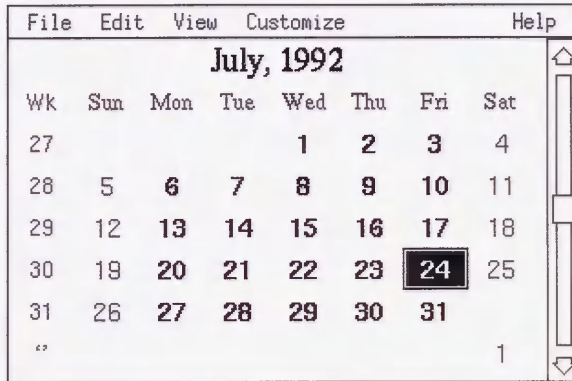 File Edit View Customize Help
July, 1992
Wk Sun Mon Tue Wed Thu Fri Sat
27 1 2 3 4
28 5 6 7 8 9 10 11
29 12 13 14 15 16 17 18
30 19 20 21 22 23 24 25
31 26 27 28 29 30 31
" 1